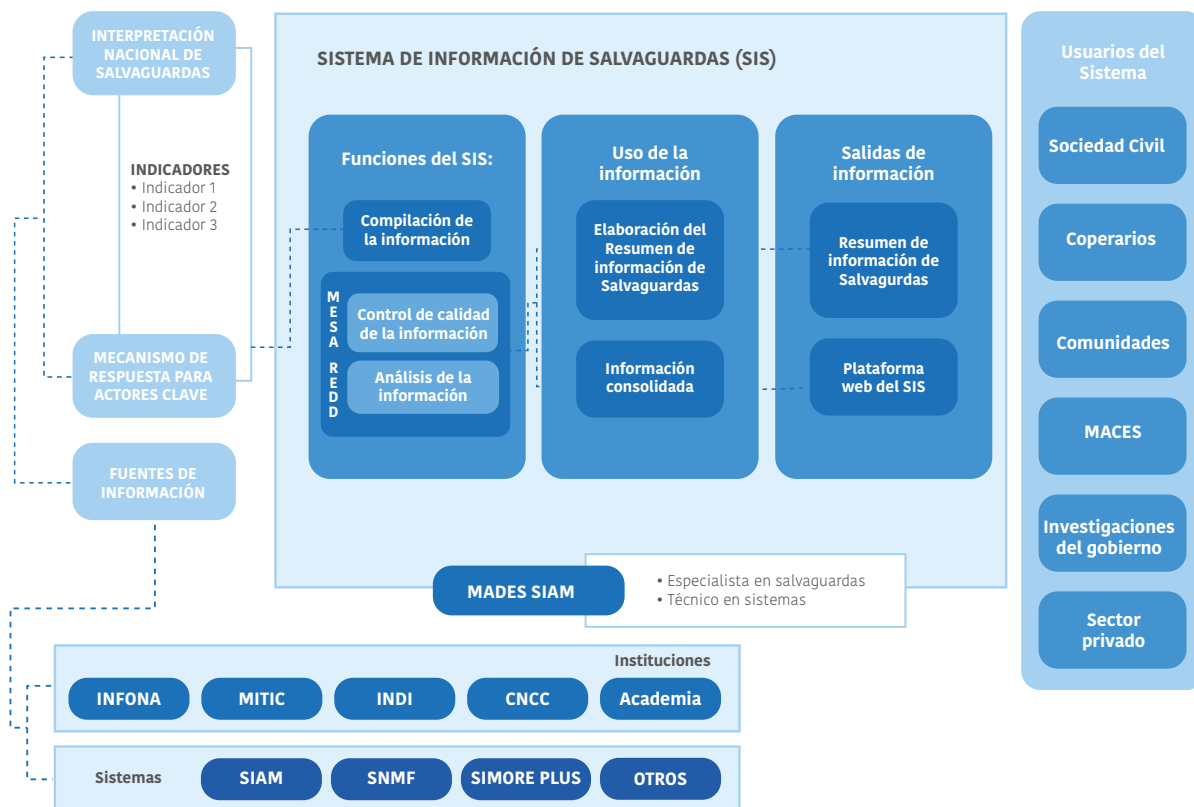 INTERPRETACIÓN
NACIONAL DE
SALVAGUARDAS
INDICADORES
• Indicador 1
• Indicador 2
• Indicador 3
MECANISMO DE
RESPUESTA PARA
ACTORES CLAVE
FUENTES DE
INFORMACIÓN
SISTEMA DE INFORMACIÓN DE SALVAGUARDAS (SIS)
Funciones del SIS:
Compilación de
la información
MESA REDD
Control de calidad
de la información
Análisis de la
información
Uso de la
información
Elaboración del
Resumen de
información de
Salvaguardas
Información
consolidada
Salidas de
información
Resumen de
información de
Salvagurdas
Plataforma
web del SIS
MADES SIAM
• Especialista en salvaguardas
• Técnico en sistemas
Usuarios del
Sistema
Sociedad Civil
Coperarios
Comunidades
MACES
Investigaciones
del gobierno
Sector
privado
Instituciones
INFONA
MITIC
INDI
CNCC
Academia
Sistemas
SIAM
SNMF
SIMORE PLUS
OTROS